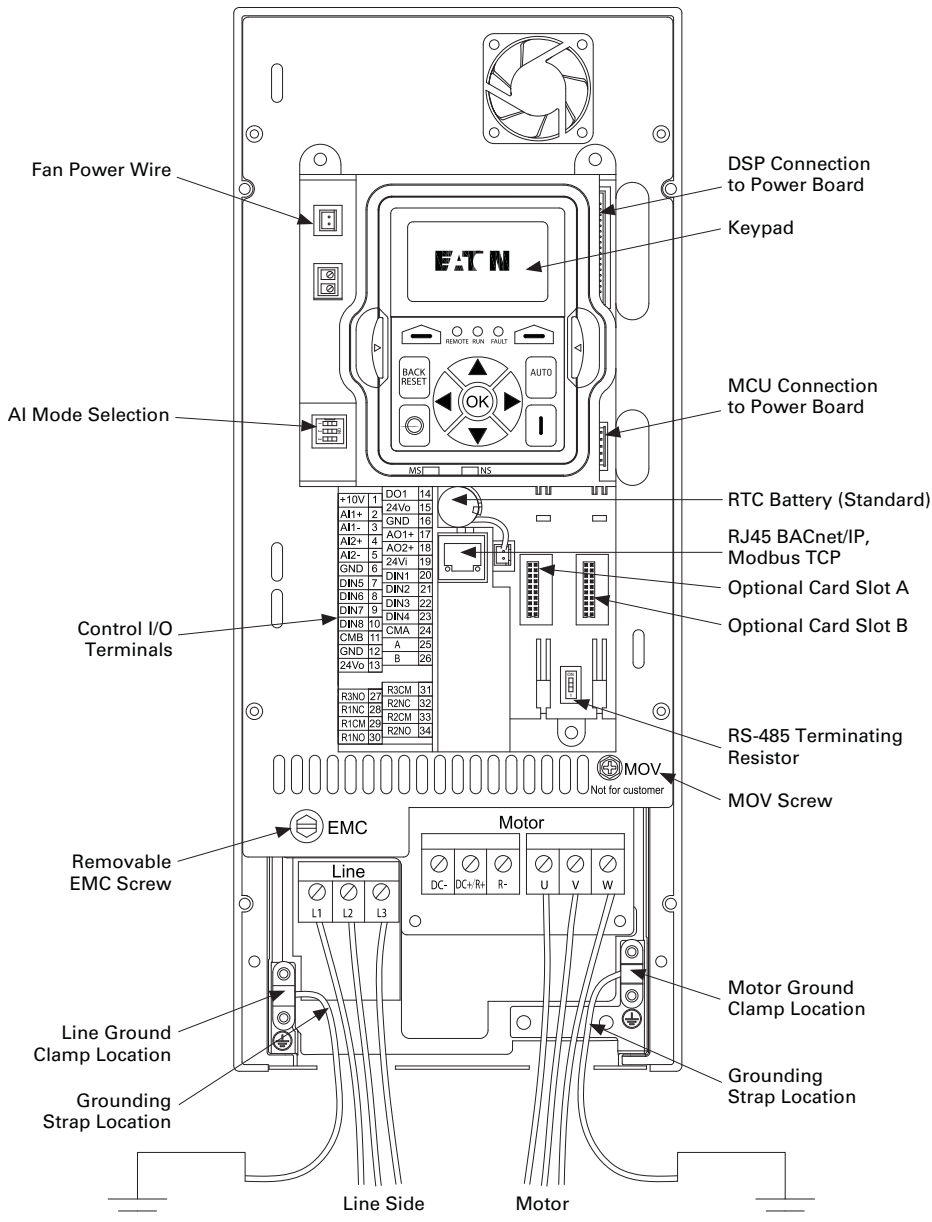 Fan Power Wire
DSP Connection
to Power Board
Keypad
EATON
REMOTE RUN FAULT
BACK
RESET
AUTO
OK
AI Mode Selection
MCU Connection
to Power Board
MS NS
RTC Battery (Standard)
RJ45 BACnet/IP,
Modbus TCP
Optional Card Slot A
Optional Card Slot B
Control I/O
Terminals
+10V 1 DO1 14
AI1+ 2 24Vo 15
AI1- 3 GND 16
AI2+ 4 AO1+ 17
AI2- 5 AO2+ 18
GND 6 24Vi 19
DIN5 7 DIN1 20
DIN6 8 DIN2 21
DIN7 9 DIN3 22
DIN8 10 DIN4 23
CMB 11 CMA 24
GND 12 A 25
24Vo 13 B 26
R3NO 27 R3CM 31
R1NC 28 R2NC 32
R1CM 29 R2CM 33
R1NO 30 R2NO 34
RS-485 Terminating
Resistor
MOV
Not for customer
MOV Screw
EMC
Removable
EMC Screw
Line
L1 L2 L3
Motor
DC- DC+/R+ R- U V W
Line Ground
Clamp Location
Motor Ground
Clamp Location
Grounding
Strap Location
Grounding
Strap Location
Line Side
Motor